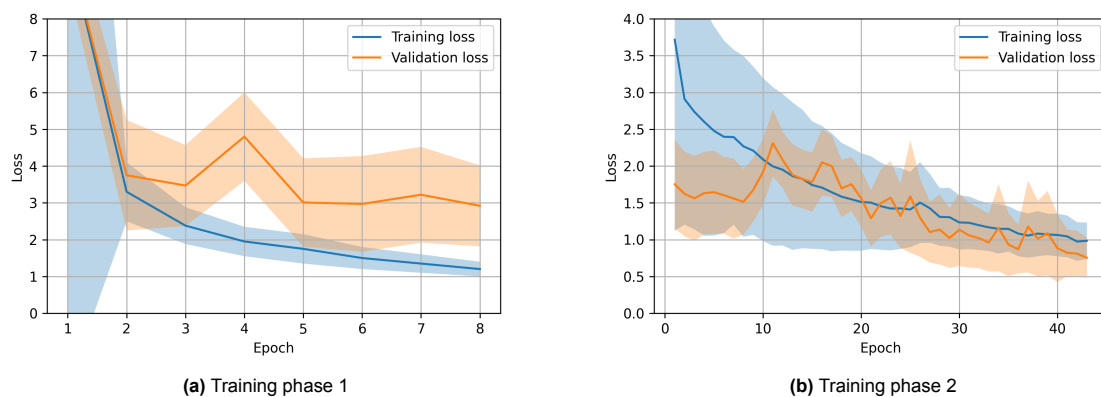 8
7
6
5
4
3
2
1
0
Loss
1 2 3 4 5 6 7 8
Epoch
Training loss
Validation loss
(a) Training phase 1
4.0
3.5
3.0
2.5
2.0
1.5
1.0
0.5
0.0
Loss
0 10 20 30 40
Epoch
Training loss
Validation loss
(b) Training phase 2